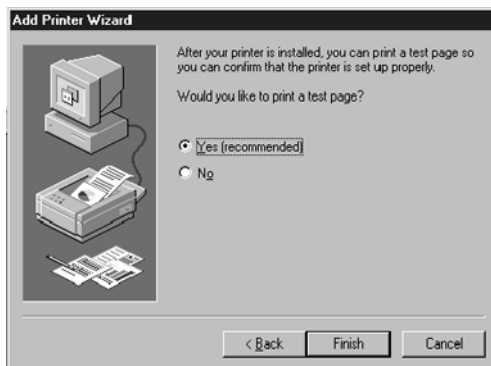 Add Printer Wizard
After your printer is installed, you can print a test page so
you can confirm that the printer is set up properly.
Would you like to print a test page?
Yes (recommended)
No
< Back Finish Cancel